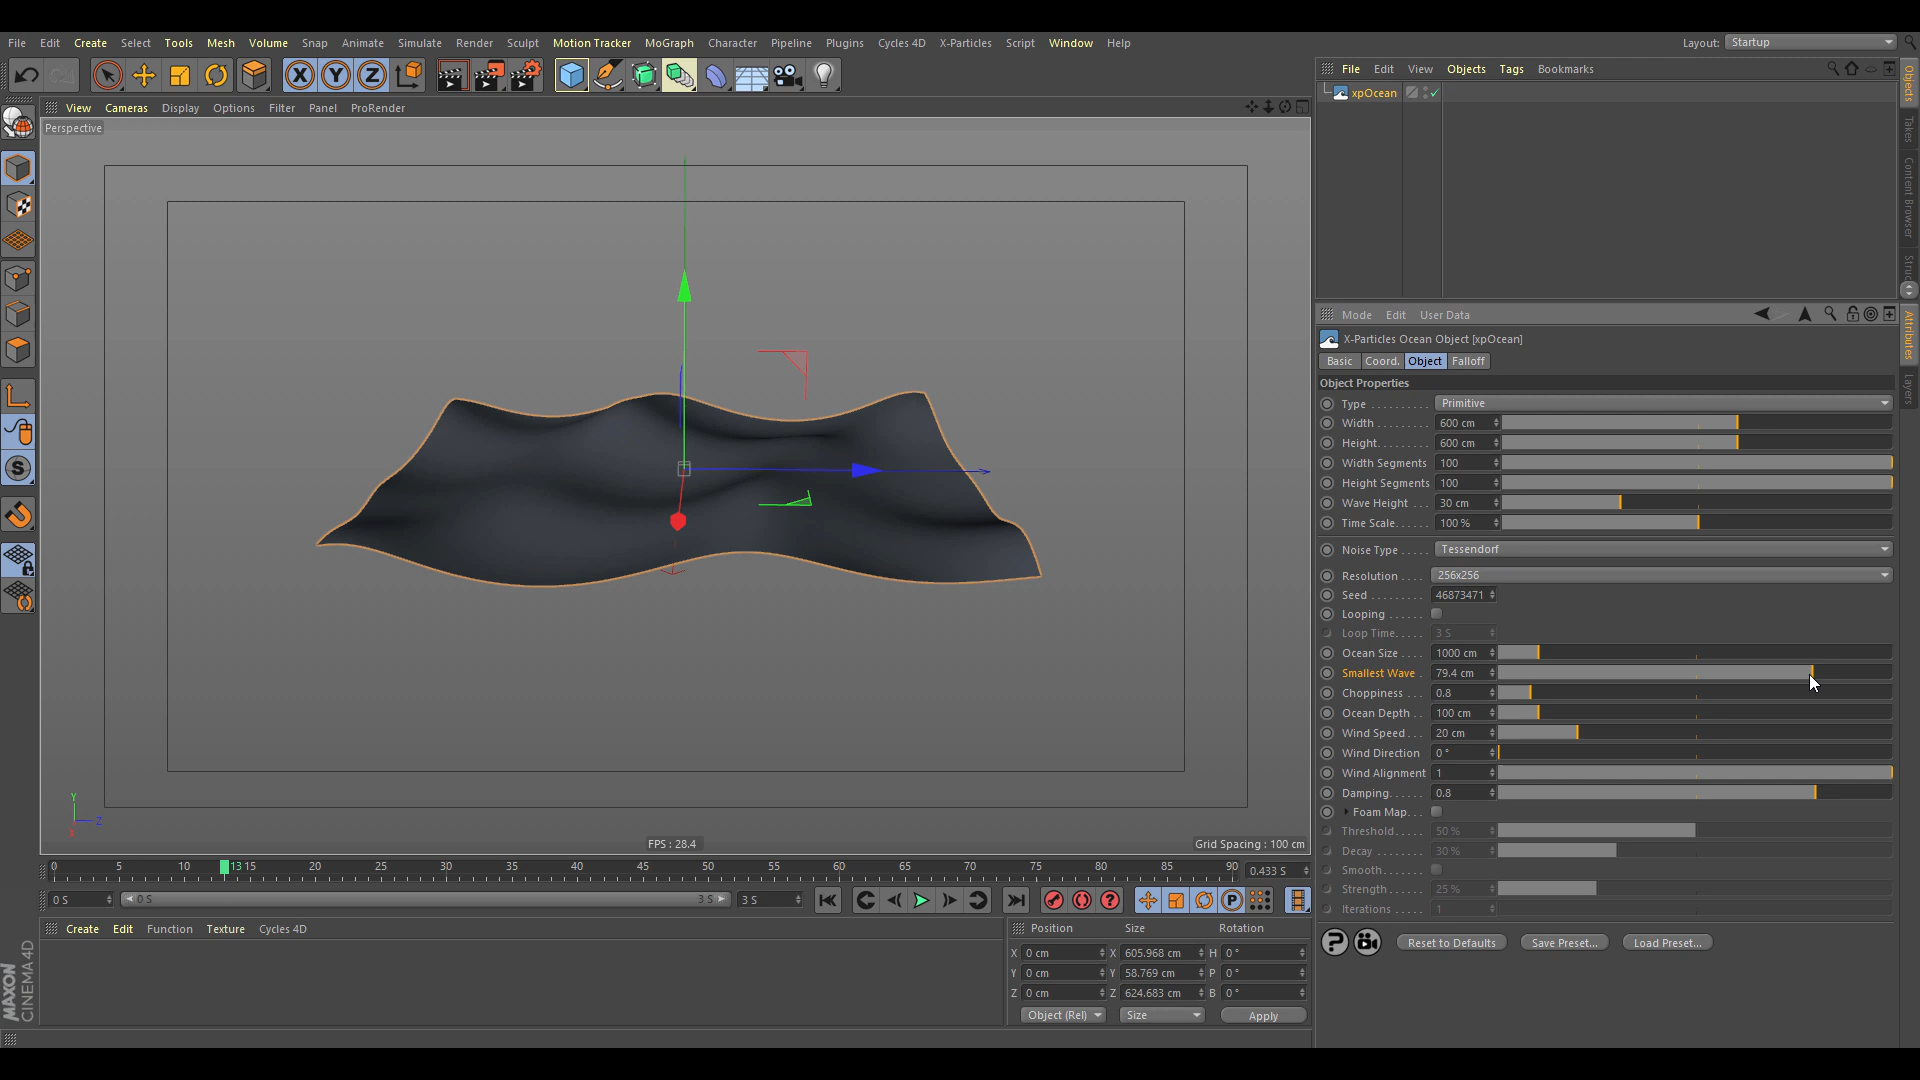 File Edit Create Select Tools Mesh Volume Snap Animate Simulate Render Sculpt Motion Tracker MoGraph Character Pipeline Plugins Cycles 4D X-Particles Script Window Help
Layout: Startup
X Y Z
View Cameras Display Options Filter Panel ProRender
Perspective
Y
Z
X
FPS : 28.4
Grid Spacing : 100 cm
0 5 10 13 15 20 25 30 35 40 45 50 55 60 65 70 75 80 85 90
0.433 S
0 S
0 S
3 S
3 S
Create Edit Function Texture Cycles 4D
MAXON CINEMA 4D
Position Size Rotation
X 0 cm X 605.968 cm H 0 °
Y 0 cm Y 58.769 cm P 0 °
Z 0 cm Z 624.683 cm B 0 °
Object (Rel) Size Apply
File Edit View Objects Tags Bookmarks
xpOcean
Objects
Takes
Content Browser
Struc
Mode Edit User Data
X-Particles Ocean Object [xpOcean]
Basic Coord. Object Falloff
Object Properties
Type . . . . . . . . . . Primitive
Width . . . . . . . . . 600 cm
Height. . . . . . . . . 600 cm
Width Segments 100
Height Segments 100
Wave Height . . . 30 cm
Time Scale. . . . . . 100 %
Noise Type . . . . . Tessendorf
Resolution . . . . 256x256
Seed . . . . . . . . . 46873471
Looping . . . . . .
Loop Time. . . . . 3 S
Ocean Size . . . . 1000 cm
Smallest Wave . 79.4 cm
Choppiness . . . 0.8
Ocean Depth . . 100 cm
Wind Speed . . . 20 cm
Wind Direction 0 °
Wind Alignment 1
Damping. . . . . . 0.8
Foam Map. . .
Threshold. . . . . 50 %
Decay . . . . . . . . 30 %
Smooth. . . . . . .
Strength. . . . . . 25 %
Iterations . . . . . 1
Reset to Defaults Save Preset... Load Preset...
Attributes
Layers